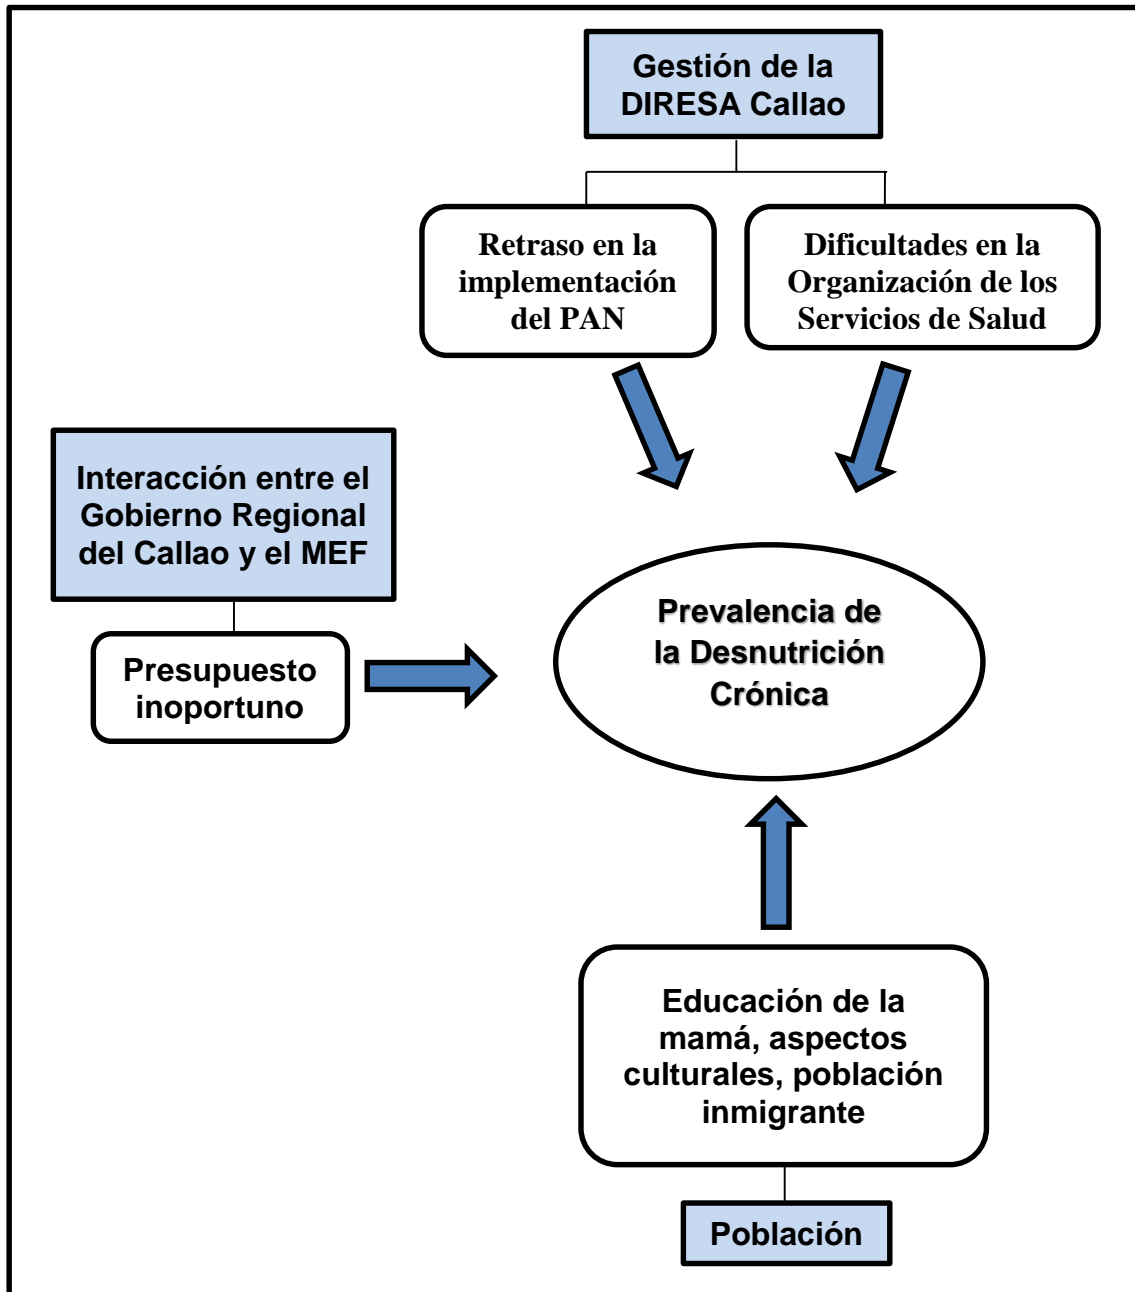 Gestión de la
DIRESA Callao
Retraso en la
implementación
del PAN
Dificultades en la
Organización de los
Servicios de Salud
Interacción entre el
Gobierno Regional
del Callao y el MEF
Presupuesto
inoportuno
Prevalencia de
la Desnutrición
Crónica
Educación de la
mamá, aspectos
culturales, población
inmigrante
Población